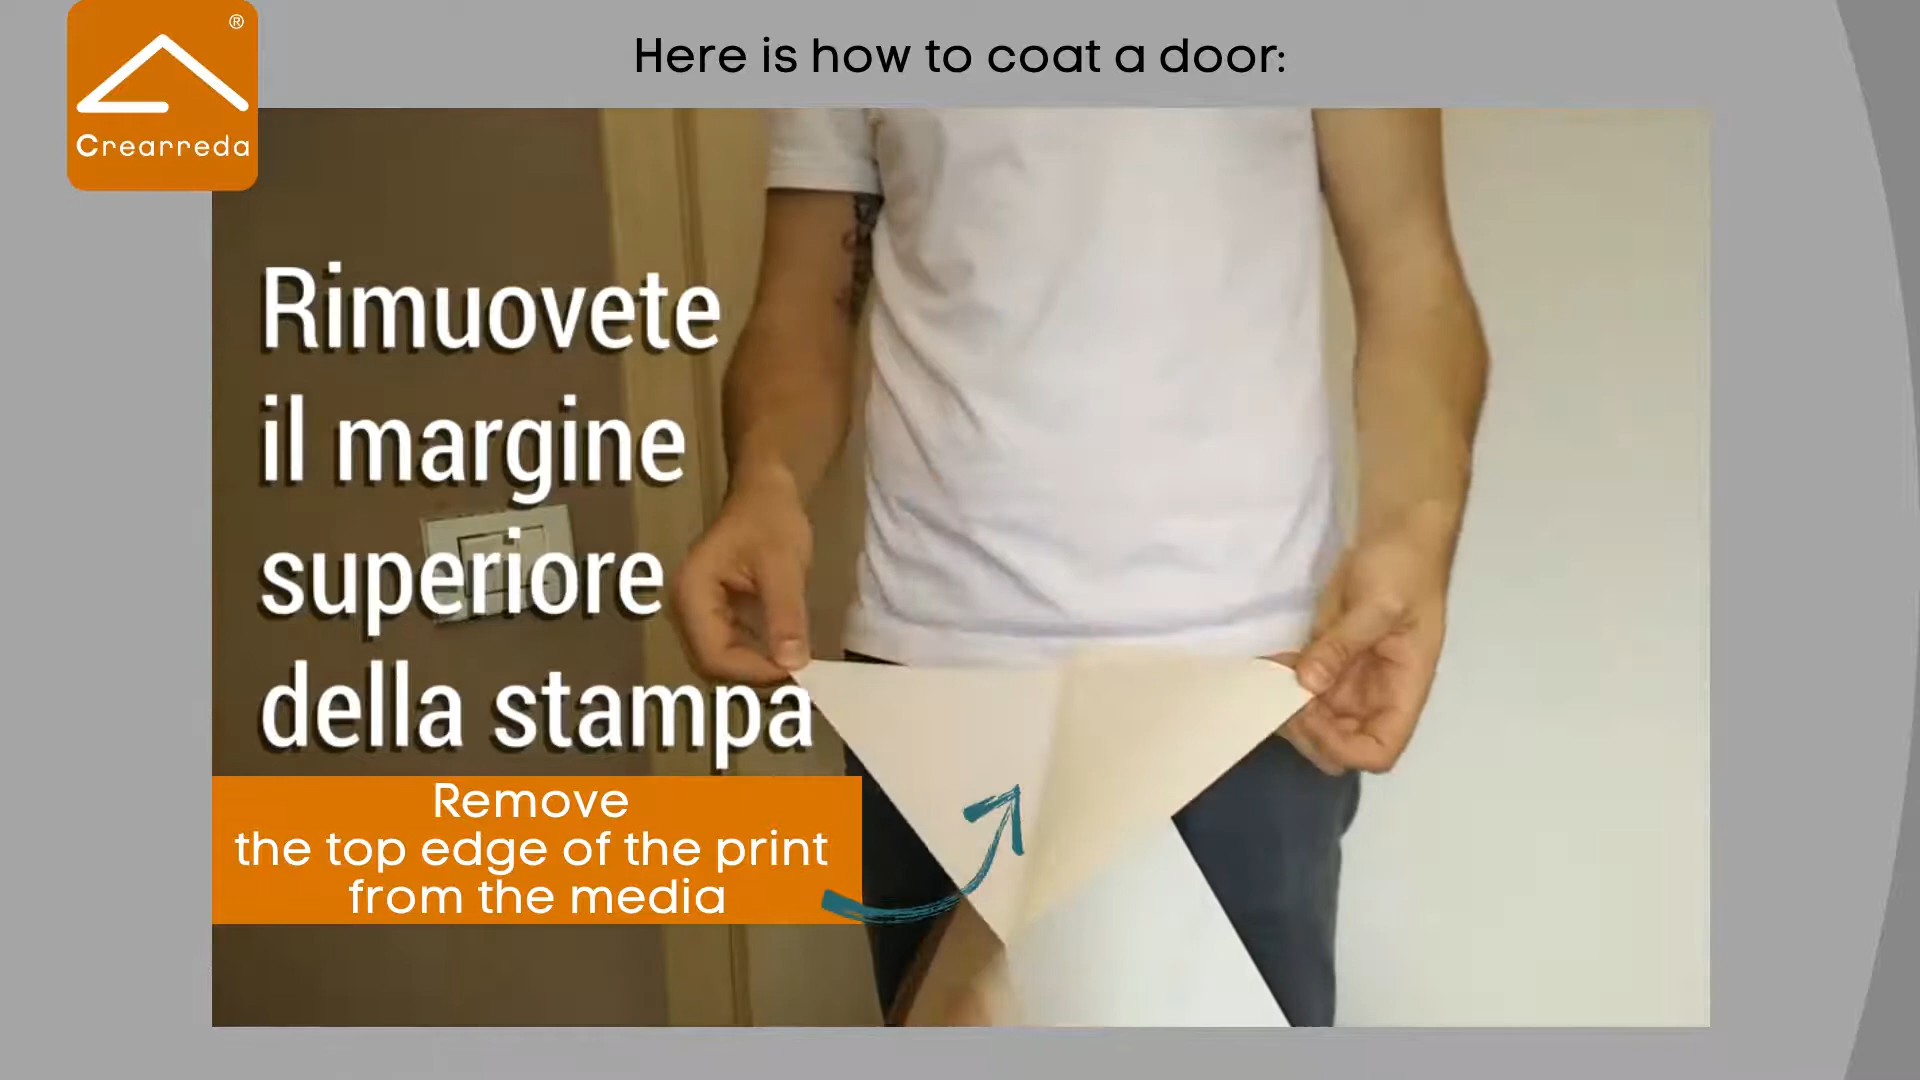 ®
Crearreda
Here is how to coat a door:
Rimuovete
il margine
superiore
della stampa
Remove
the top edge of the print
from the media